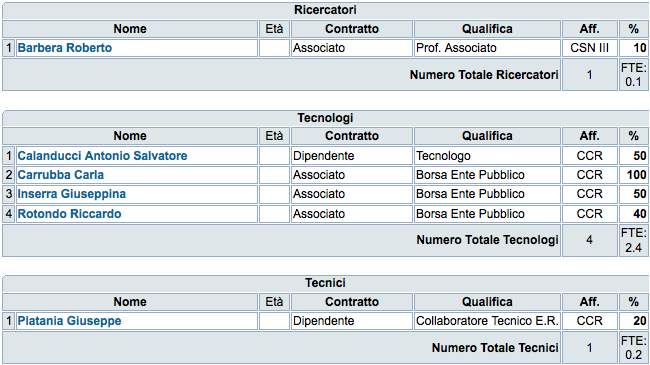 Ricercatori
Nome Età Contratto Qualifica Aff. %
1 Barbera Roberto Associato Prof. Associato CSN III 10
Numero Totale Ricercatori 1 FTE: 0.1
Tecnologi
Nome Età Contratto Qualifica Aff. %
1 Calanducci Antonio Salvatore Dipendente Tecnologo CCR 50
2 Carrubba Carla Associato Borsa Ente Pubblico CCR 100
3 Inserra Giuseppina Associato Borsa Ente Pubblico CCR 50
4 Rotondo Riccardo Associato Borsa Ente Pubblico CCR 40
Numero Totale Tecnologi 4 FTE: 2.4
Tecnici
Nome Età Contratto Qualifica Aff. %
1 Platania Giuseppe Dipendente Collaboratore Tecnico E.R. CCR 20
Numero Totale Tecnici 1 FTE: 0.2